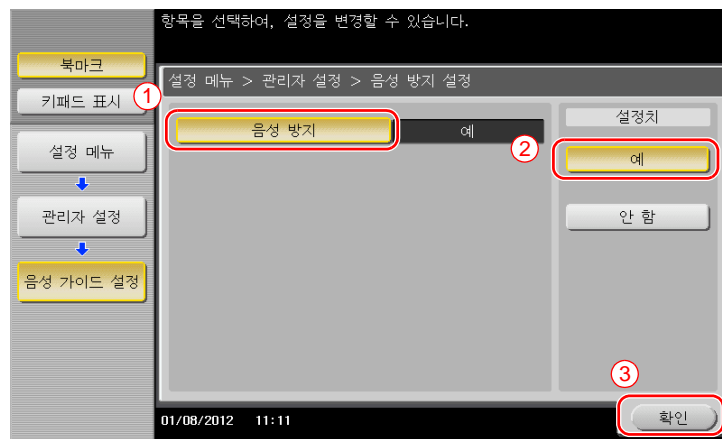 항목을 선택하여, 설정을 변경할 수 있습니다.
북마크
키패드 표시
설정 메뉴
관리자 설정
음성 가이드 설정
설정 메뉴 > 관리자 설정 > 음성 방지 설정
1
음성 방지
예
2
설정치
예
안 함
3
01/08/2012 11:11
확인